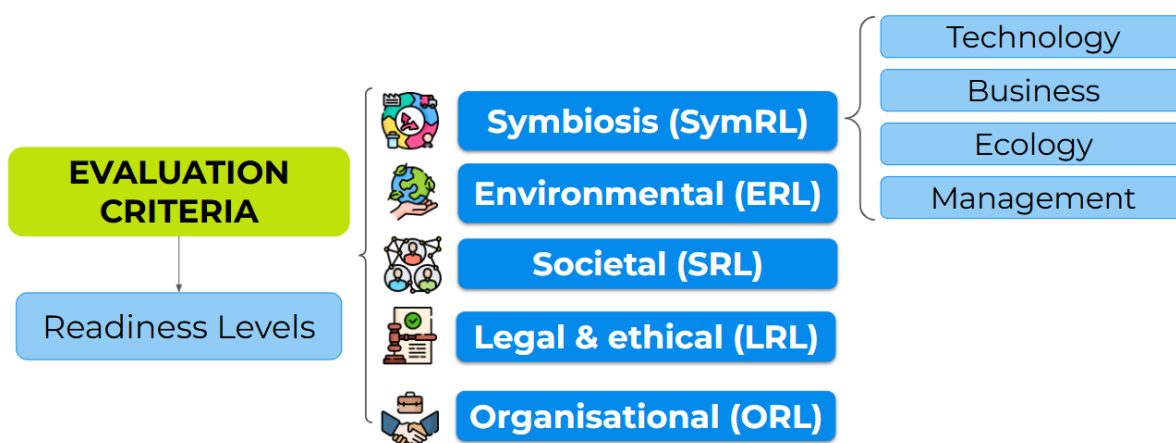 EVALUATION
CRITERIA
Readiness Levels
Symbiosis (SymRL)
Environmental (ERL)
Societal (SRL)
Legal & ethical (LRL)
Organisational (ORL)
Technology
Business
Ecology
Management